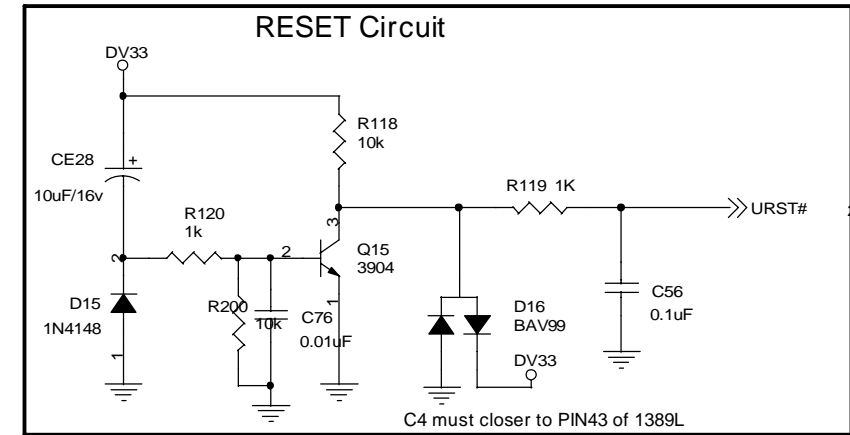 RESET Circuit
DV33
R118
10k
CE28
+
10uF/16v
R119 1K
URST#
R120
1k
3
2
Q15
3904
2
D15
1N4148
1
R200
10k
C76
0.01uF
1
D16
BAV99
C56
0.1uF
DV33
C4 must closer to PIN43 of 1389L